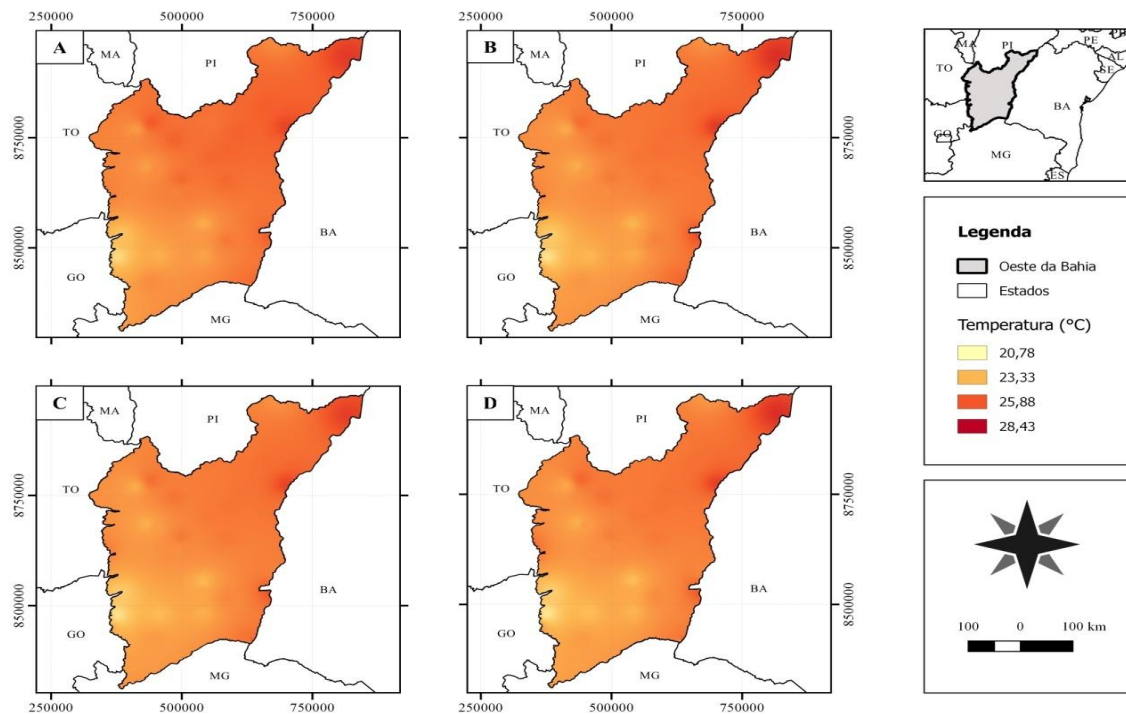 250000 500000 750000
500000 750000
A
MA
PI
TO
8750000
8500000
BA
GO
MG
B
MA
PI
TO
BA
GO
MG
8750000
8500000
MA
PI
PE
TO
AL
SE
BA
GO
MG
ES
Legenda
Oeste da Bahia
Estados
Temperatura (°C)
20,78
23,33
25,88
28,43
C
MA
PI
TO
8750000
8500000
BA
GO
MG
D
MA
PI
TO
BA
GO
MG
8750000
8500000
100 0 100 km
250000 500000 750000
250000 500000 750000